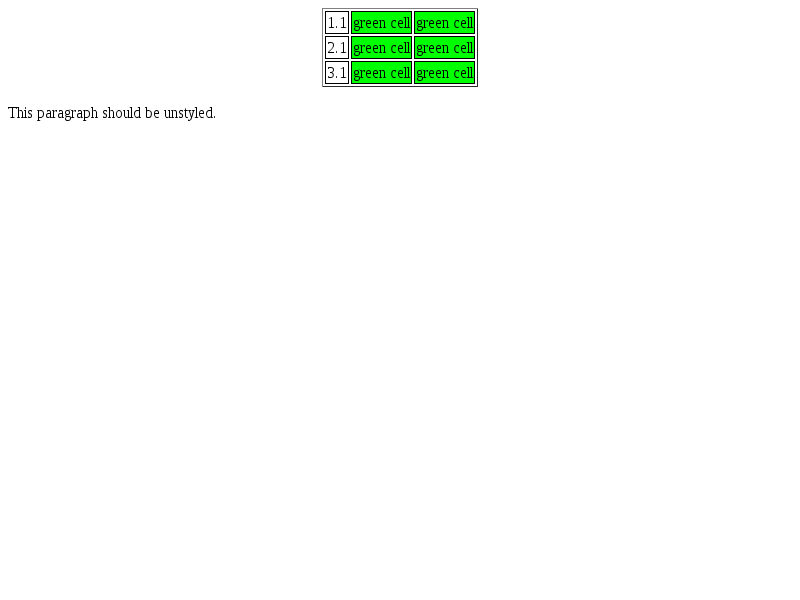 1.1 green cell green cell
2.1 green cell green cell
3.1 green cell green cell
This paragraph should be unstyled.